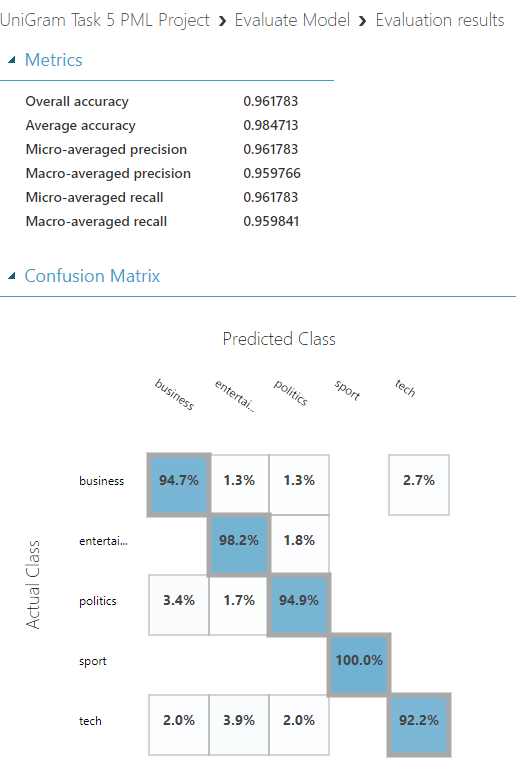 UniGram Task 5 PML Project › Evaluate Model › Evaluation results
Metrics
Overall accuracy 0.961783
Average accuracy 0.984713
Micro-averaged precision 0.961783
Macro-averaged precision 0.959766
Micro-averaged recall 0.961783
Macro-averaged recall 0.959841
Confusion Matrix
Predicted Class
business entertai... politics sport tech
Actual Class
business 94.7% 1.3% 1.3% 2.7%
entertai... 98.2% 1.8%
politics 3.4% 1.7% 94.9%
sport 100.0%
tech 2.0% 3.9% 2.0% 92.2%